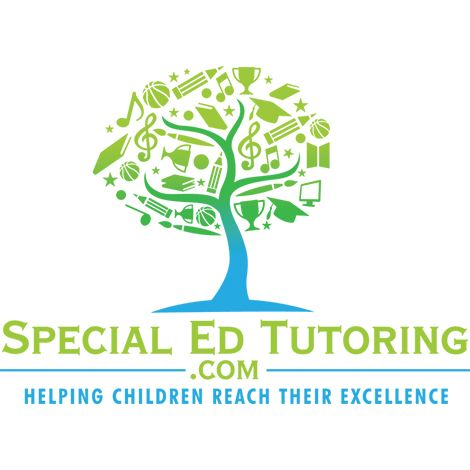 Special Ed Tutoring
.com
HELPING CHILDREN REACH THEIR EXCELLENCE